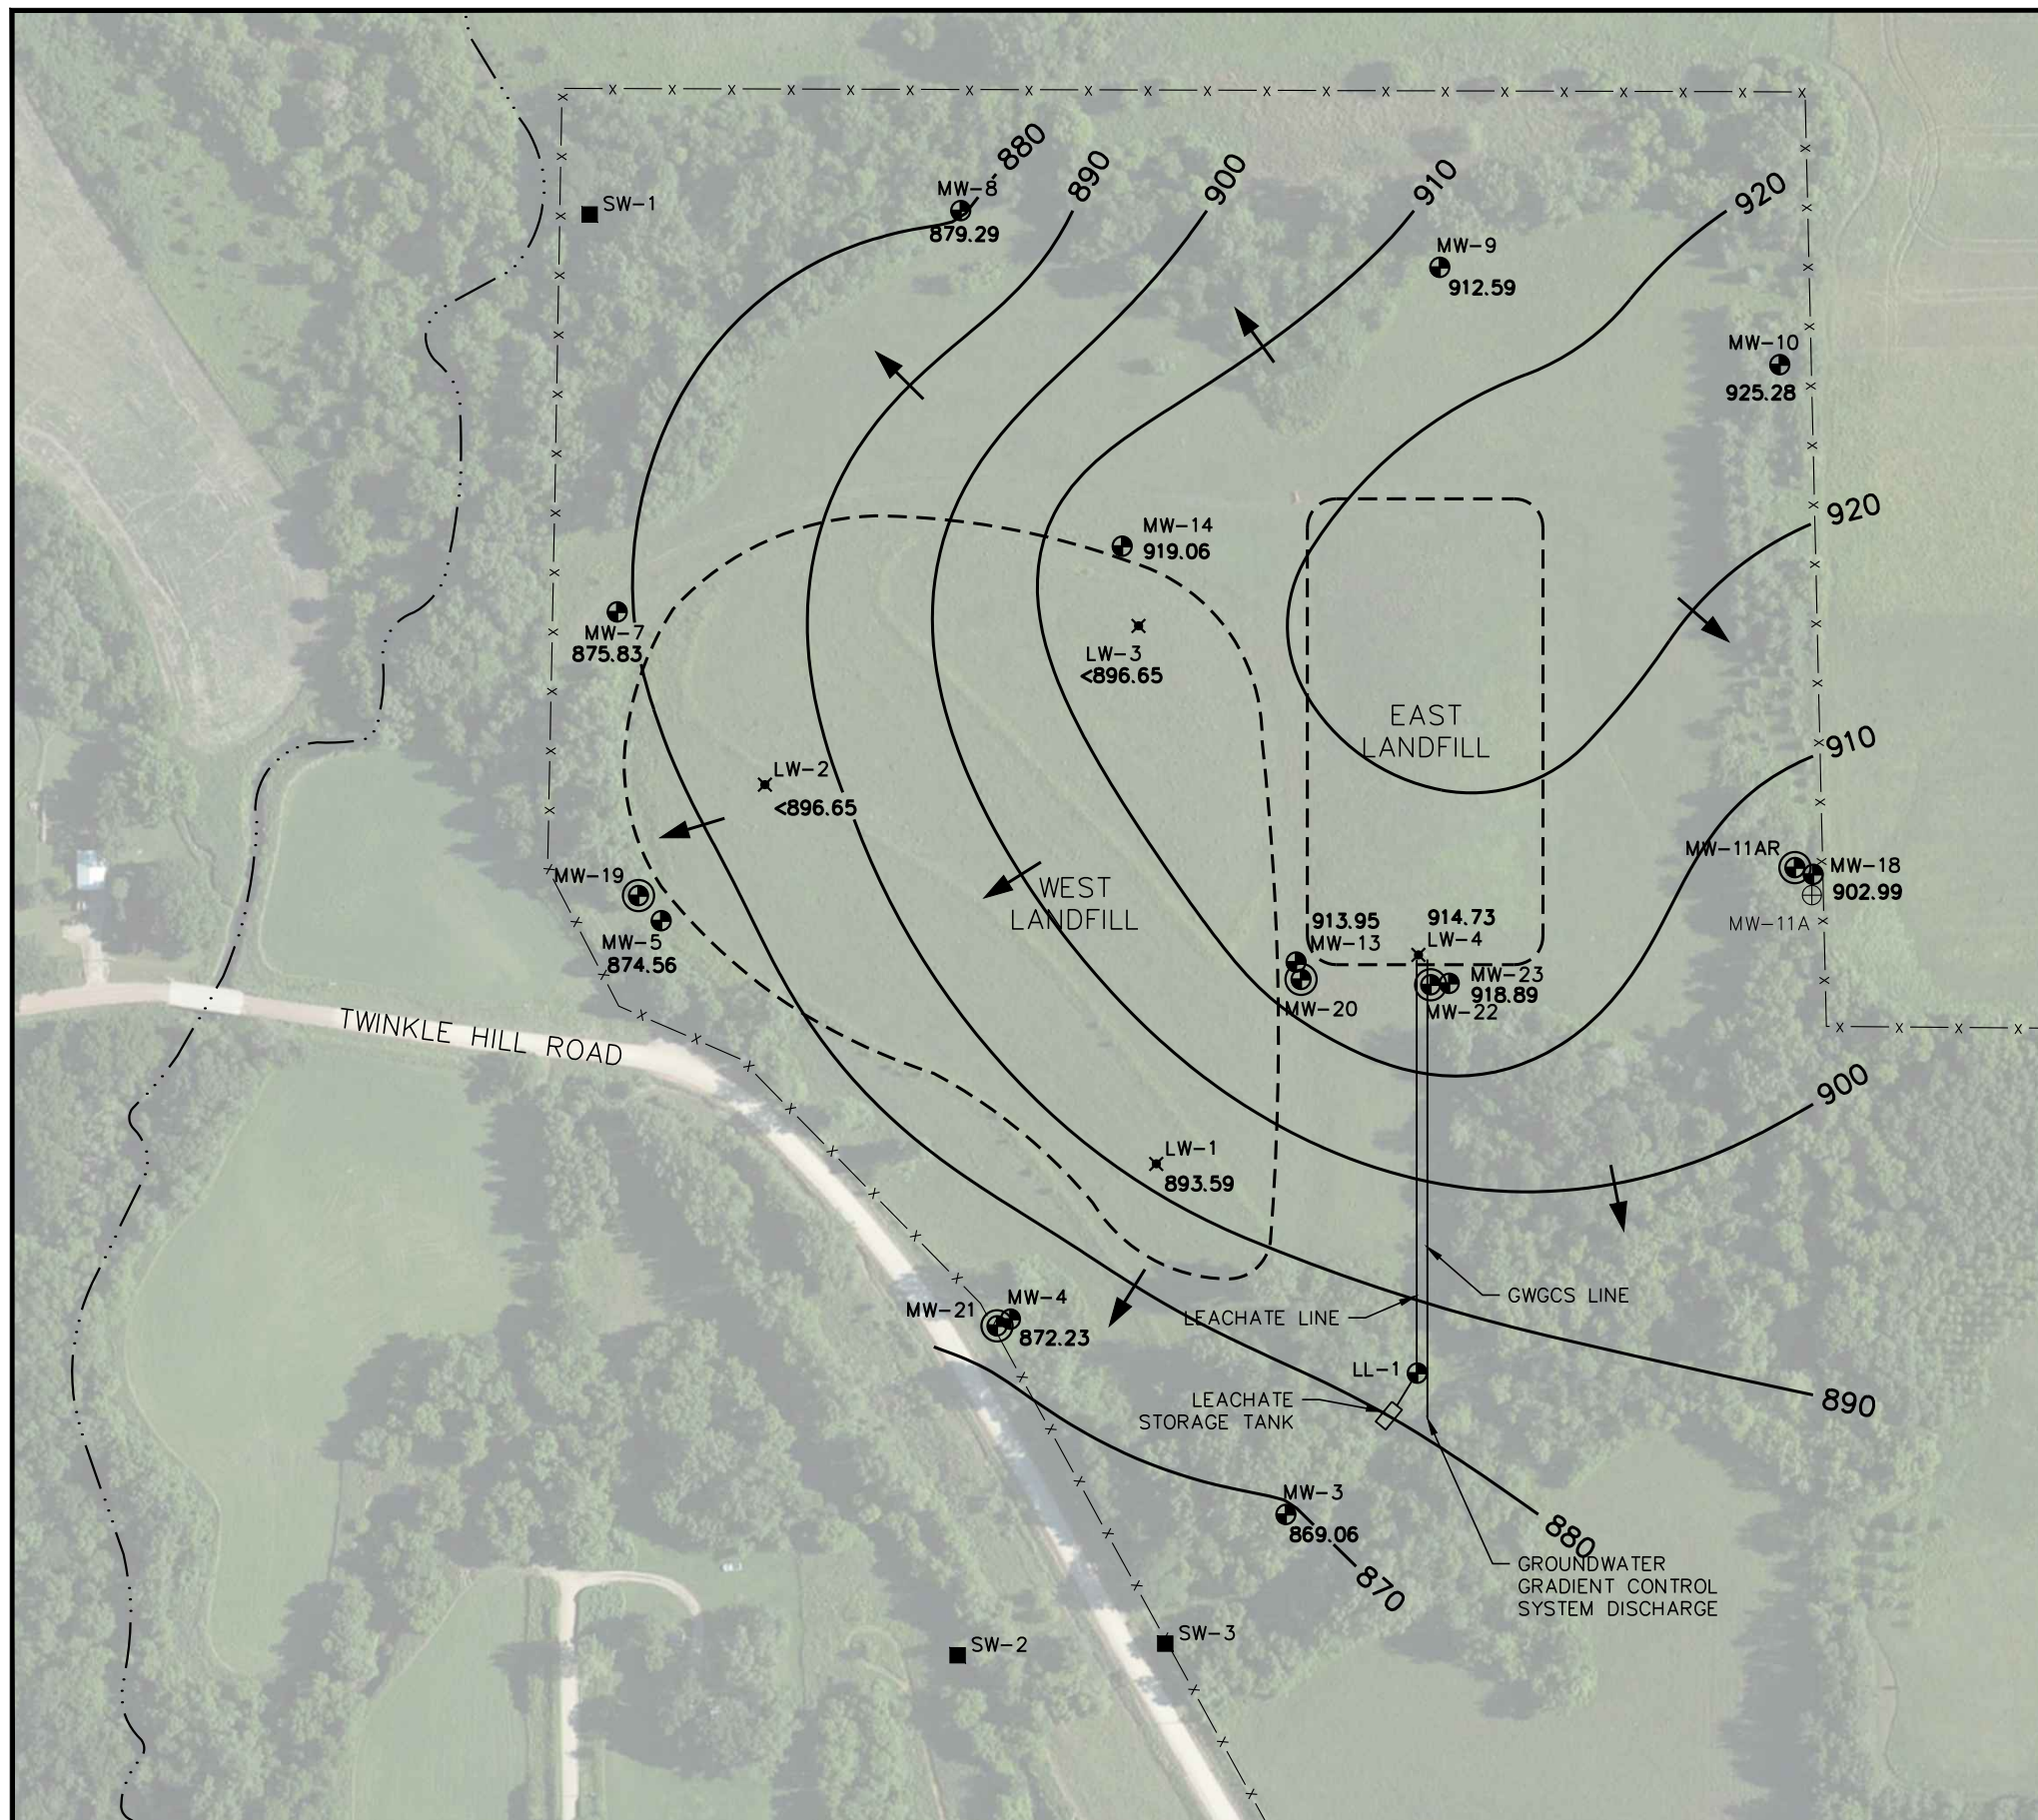 880
890
900
910
920
MW-8
879.29
SW-1
MW-9
912.59
MW-10
925.28
920
MW-14
919.06
MW-7
875.83
LW-3
<896.65
EAST
LANDFILL
910
LW-2
<896.65
MW-19
MW-5
874.56
WEST
LANDFILL
MW-11AR
MW-18
902.99
MW-11A
913.95
MW-13
MW-20
914.73
LW-4
MW-23
918.89
MW-22
TWINKLE HILL ROAD
900
LW-1
893.59
GWGCS LINE
LEACHATE LINE
MW-21
MW-4
872.23
LL-1
LEACHATE
STORAGE TANK
890
MW-3
869.06
880
870
GROUNDWATER
GRADIENT CONTROL
SYSTEM DISCHARGE
SW-2
SW-3